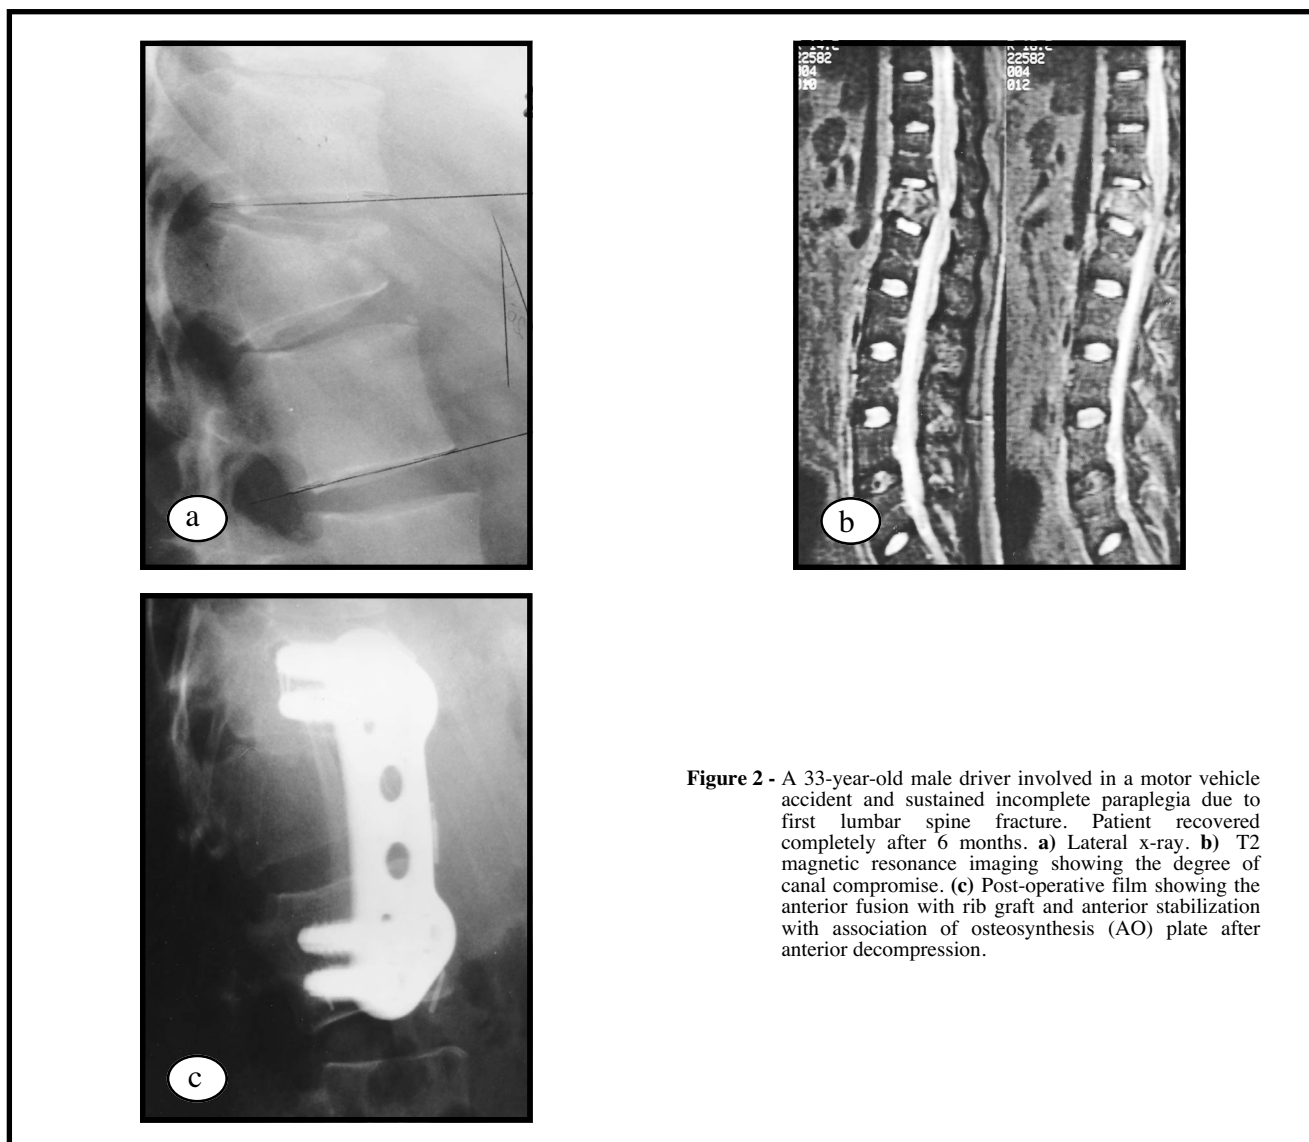 22582
004
010
22582
004
012
a
b
c
Figure 2 - A 33-year-old male driver involved in a motor vehicle
accident and sustained incomplete paraplegia due to
first lumbar spine fracture. Patient recovered
completely after 6 months. a) Lateral x-ray. b) T2
magnetic resonance imaging showing the degree of
canal compromise. (c) Post-operative film showing the
anterior fusion with rib graft and anterior stabilization
with association of osteosynthesis (AO) plate after
anterior decompression.